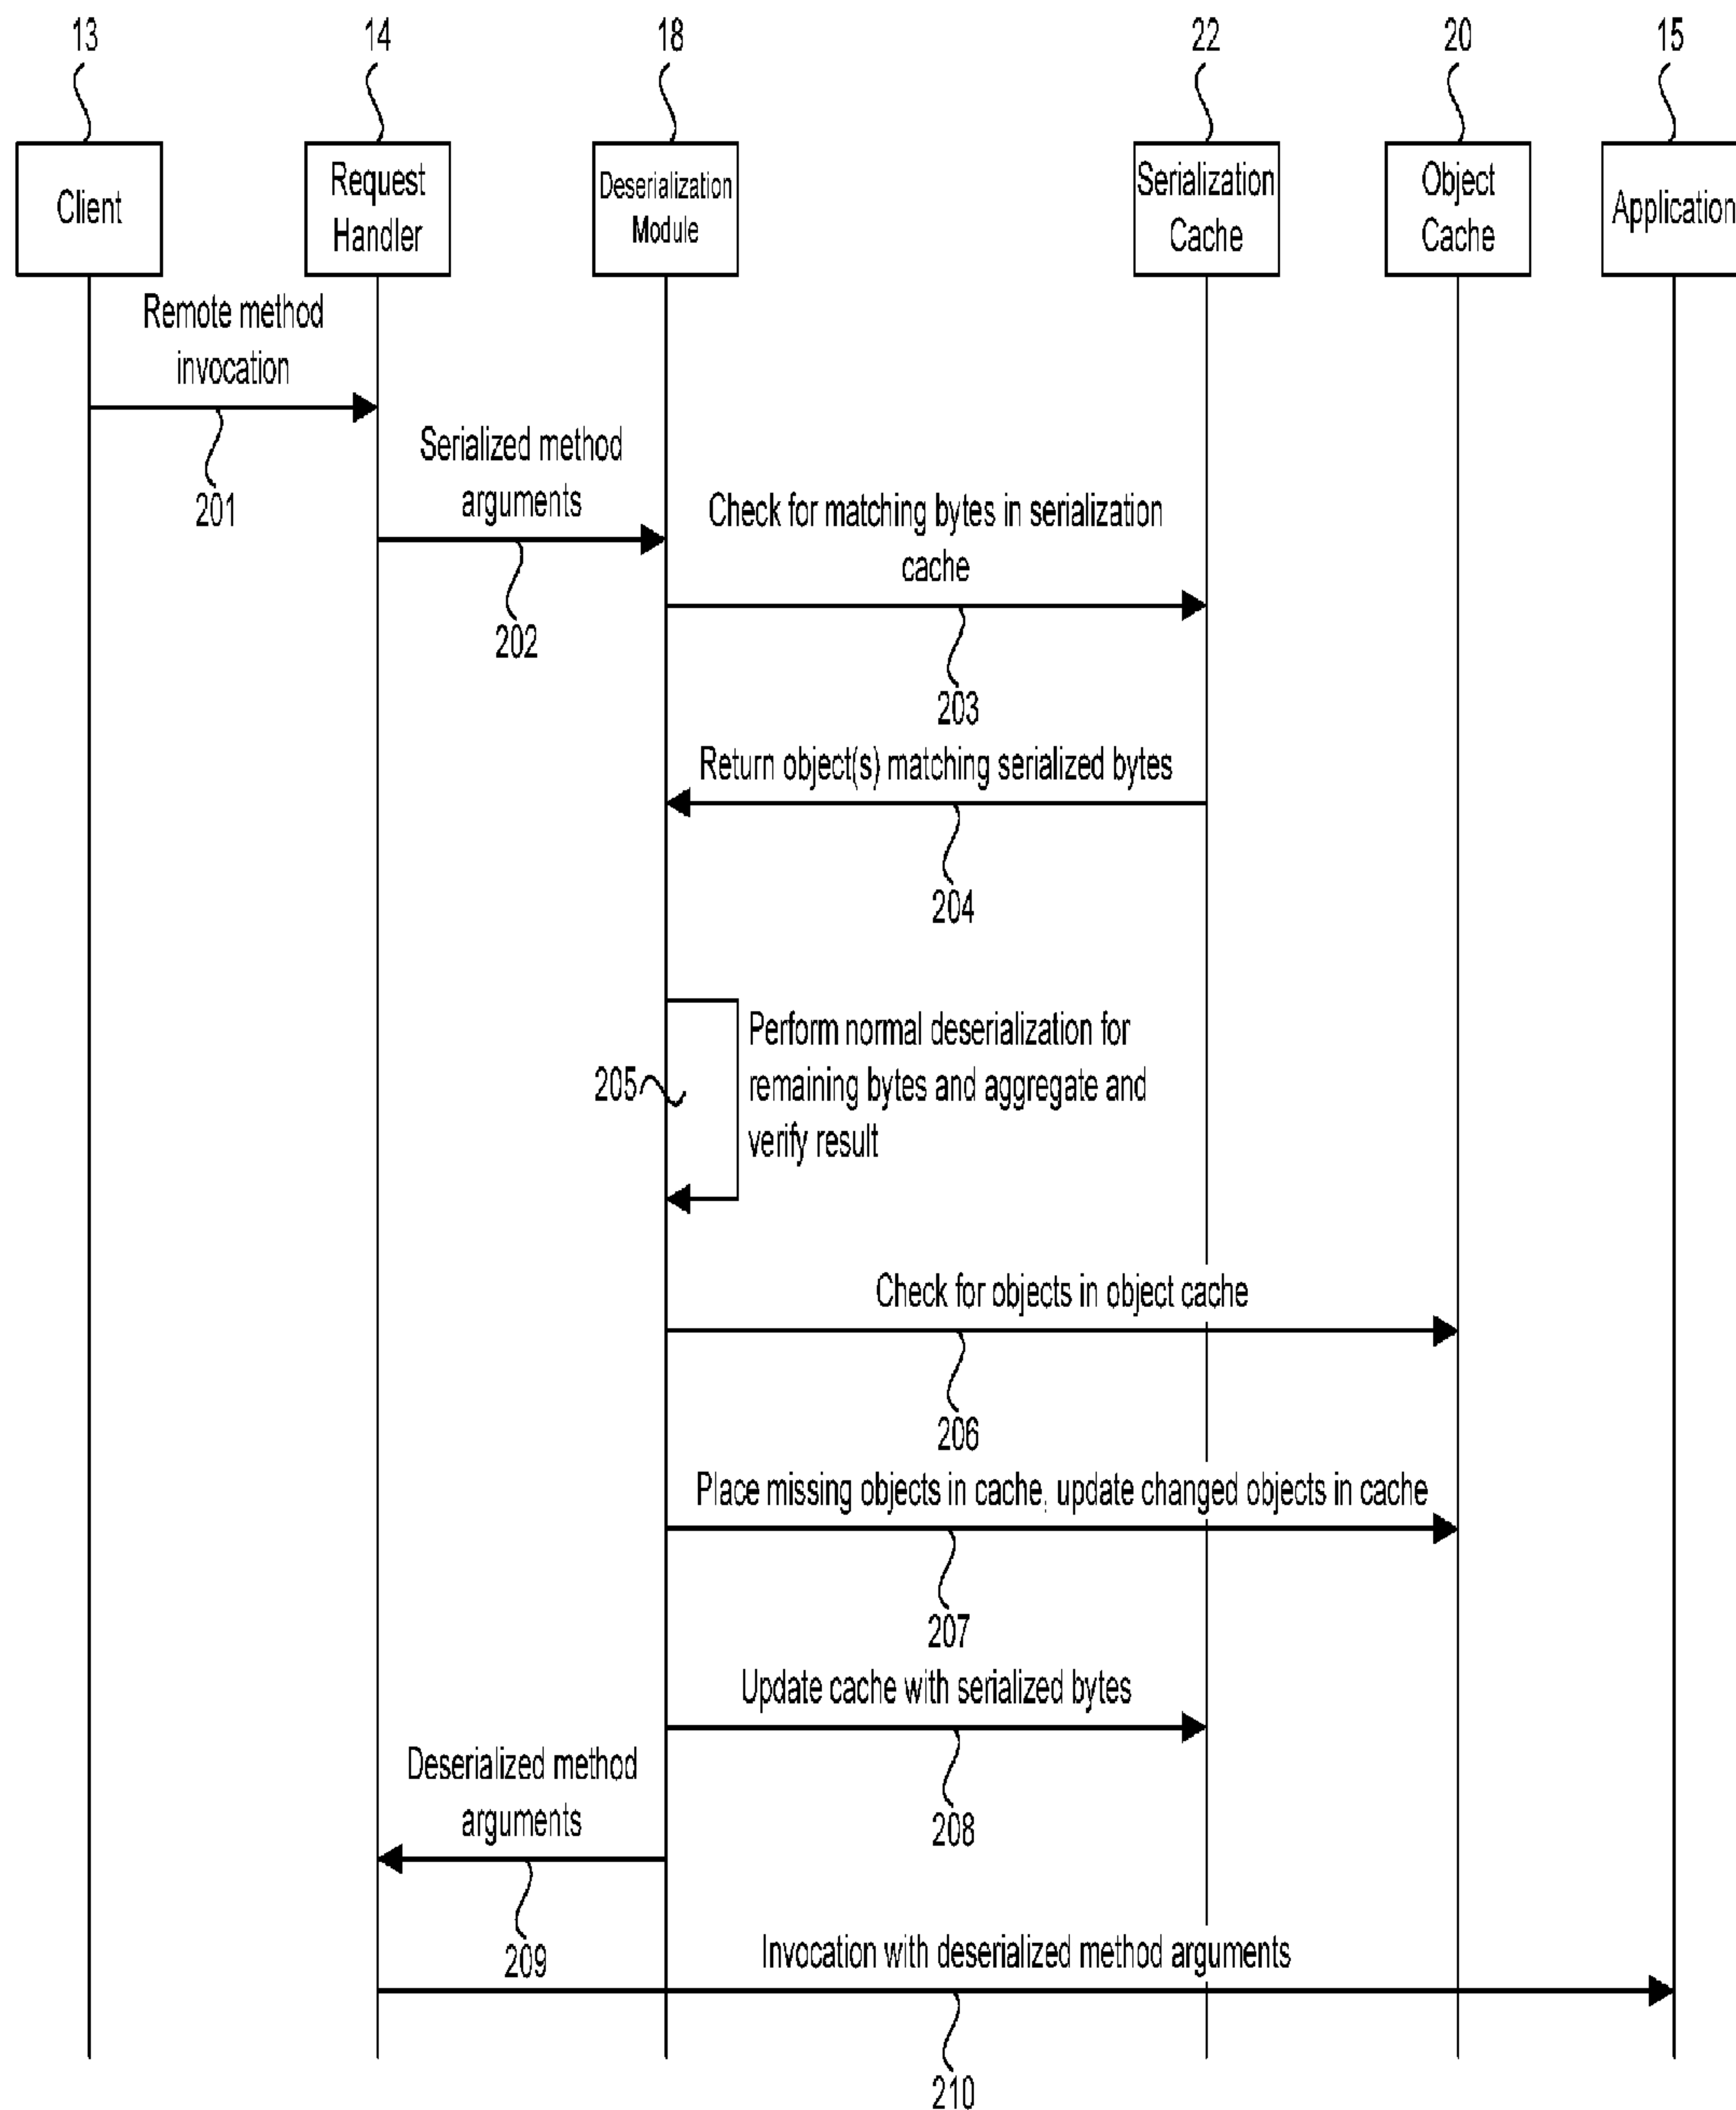 13
14
18
22
20
15
Client
Request
Handler
Deserialization
Module
Serialization
Cache
Object
Cache
Application
Remote method
invocation
201
Serialized method
arguments
202
Check for matching bytes in serialization
cache
203
Return object(s) matching serialized bytes
204
205
Perform normal deserialization for
remaining bytes and aggregate and
verify result
Check for objects in object cache
206
Place missing objects in cache, update changed objects in cache
207
Update cache with serialized bytes
208
Deserialized method
arguments
209
Invocation with deserialized method arguments
210